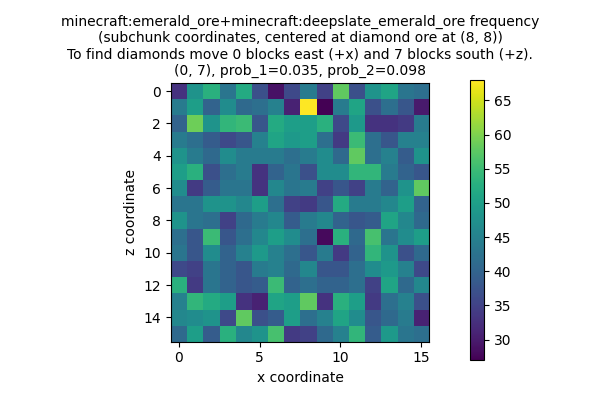 minecraft:emerald_ore+minecraft:deepslate_emerald_ore frequency
(subchunk coordinates, centered at diamond ore at (8, 8))
To find diamonds move 0 blocks east (+x) and 7 blocks south (+z).
(0, 7), prob_1=0.035, prob_2=0.098
0
2
4
6
8
10
12
14
z coordinate
0 5 10 15
x coordinate
65
60
55
50
45
40
35
30